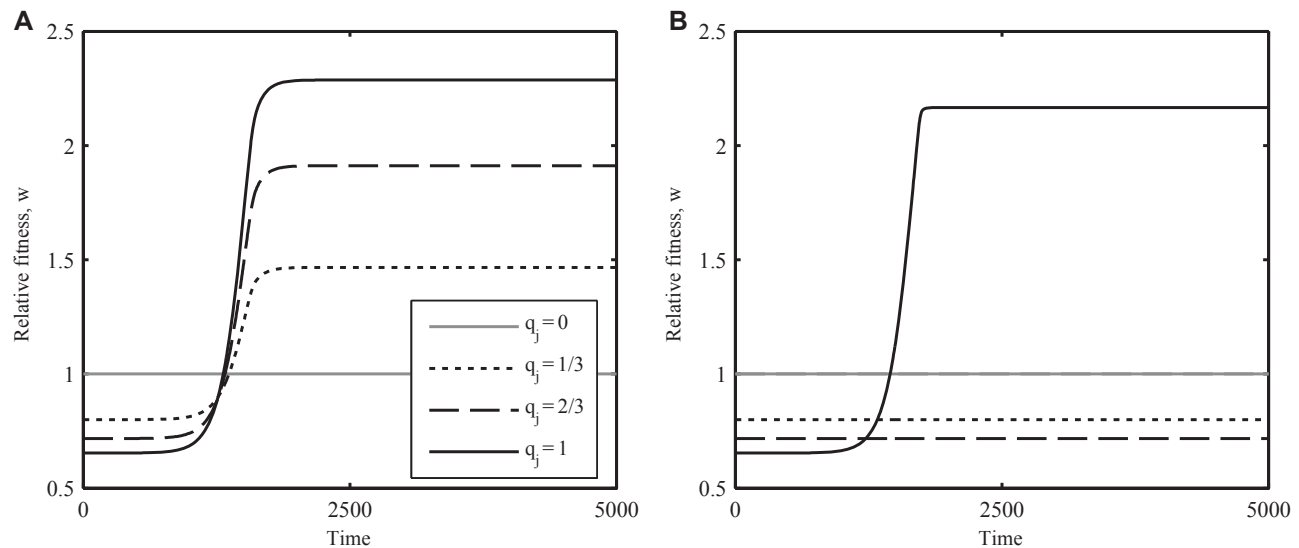 A
2.5
2
1.5
1
0.5
Relative fitness, w
0
2500
5000
Time
q_j = 0
q_j = 1/3
q_j = 2/3
q_j = 1
B
2.5
2
1.5
1
0.5
Relative fitness, w
0
2500
5000
Time